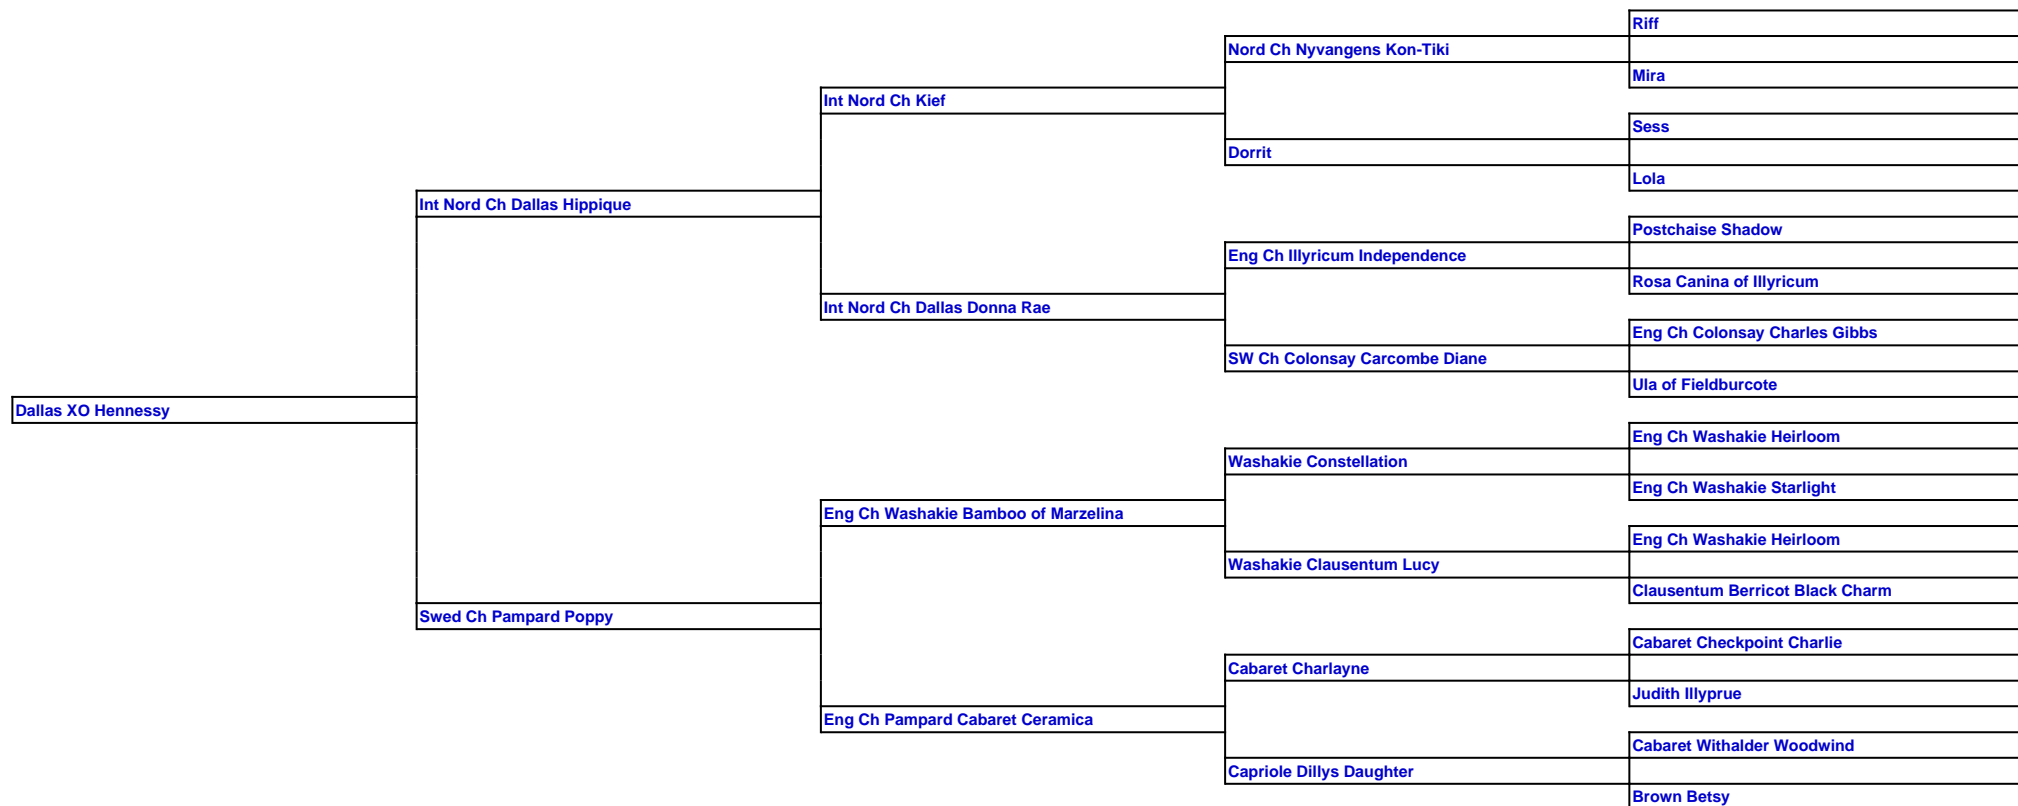 Riff
Nord Ch Nyvangens Kon-Tiki
Mira
Int Nord Ch Kief
Sess
Dorrit
Lola
Int Nord Ch Dallas Hippique
Postchaise Shadow
Eng Ch Illyricum Independence
Rosa Canina of Illyricum
Int Nord Ch Dallas Donna Rae
Eng Ch Colonsay Charles Gibbs
SW Ch Colonsay Carcombe Diane
Ula of Fieldburcote
Dallas XO Hennessy
Eng Ch Washakie Heirloom
Washakie Constellation
Eng Ch Washakie Starlight
Eng Ch Washakie Bamboo of Marzelina
Eng Ch Washakie Heirloom
Washakie Clausentum Lucy
Clausentum Berricot Black Charm
Swed Ch Pampard Poppy
Cabaret Checkpoint Charlie
Cabaret Charlayne
Judith Illyprue
Eng Ch Pampard Cabaret Ceramica
Cabaret Withalder Woodwind
Capriole Dillys Daughter
Brown Betsy